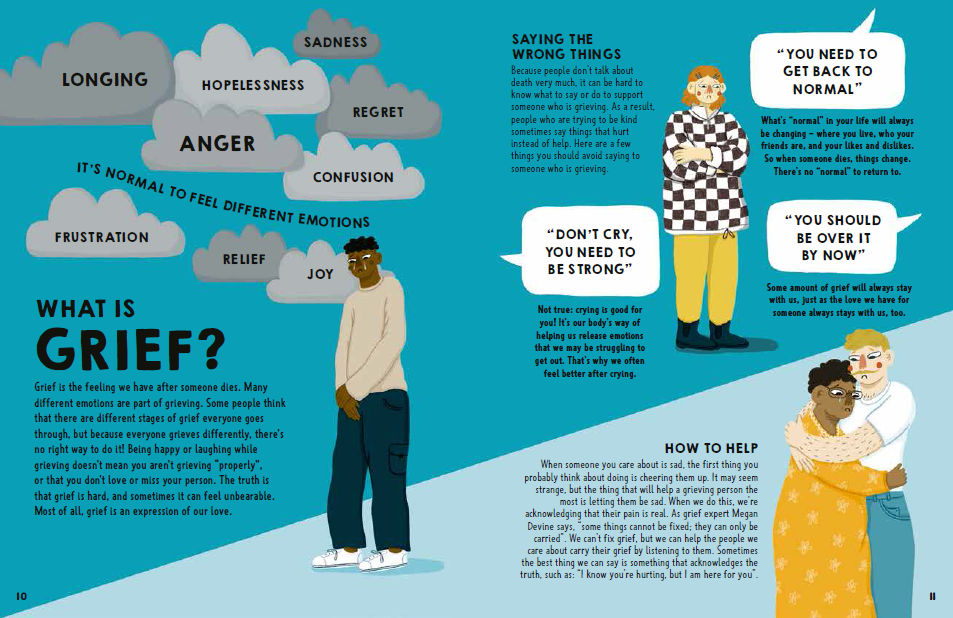 SADNESS
LONGING
HOPELESSNESS
REGRET
ANGER
CONFUSION
IT'S NORMAL TO FEEL DIFFERENT EMOTIONS
FRUSTRATION
RELIEF
JOY
WHAT IS
GRIEF?
Grief is the feeling we have after someone dies. Many
different emotions are part of grieving. Some people think
that there are different stages of grief everyone goes
through, but because everyone grieves differently, there's
no right way to do it! Being happy or laughing while
grieving doesn't mean you aren't grieving "properly",
or that you don't love or miss your person. The truth is
that grief is hard, and sometimes it can feel unbearable.
Most of all, grief is an expression of our love.
10
SAYING THE
WRONG THINGS
Because people don't talk about
death very much, it can be hard to
know what to say or do to support
someone who is grieving. As a result,
people who are trying to be kind
sometimes say things that hurt
instead of help. Here are a few
things you should avoid saying to
someone who is grieving.
"YOU NEED TO
GET BACK TO
NORMAL"
What's "normal" in your life will always
be changing – where you live, who your
friends are, and your likes and dislikes.
So when someone dies, things change.
There's no "normal" to return to.
"DON'T CRY,
YOU NEED TO
BE STRONG"
Not true: crying is good for
you! It's our body's way of
helping us release emotions
that we may be struggling to
get out. That's why we often
feel better after crying.
"YOU SHOULD
BE OVER IT
BY NOW"
Some amount of grief will always stay
with us, just as the love we have for
someone always stays with us, too.
HOW TO HELP
When someone you care about is sad, the first thing you
probably think about doing is cheering them up. It may seem
strange, but the thing that will help a grieving person the
most is letting them be sad. When we do this, we're
acknowledging that their pain is real. As grief expert Megan
Devine says, "some things cannot be fixed; they can only be
carried". We can't fix grief, but we can help the people we
care about carry their grief by listening to them. Sometimes
the best thing we can say is something that acknowledges the
truth, such as: "I know you're hurting, but I am here for you".
11